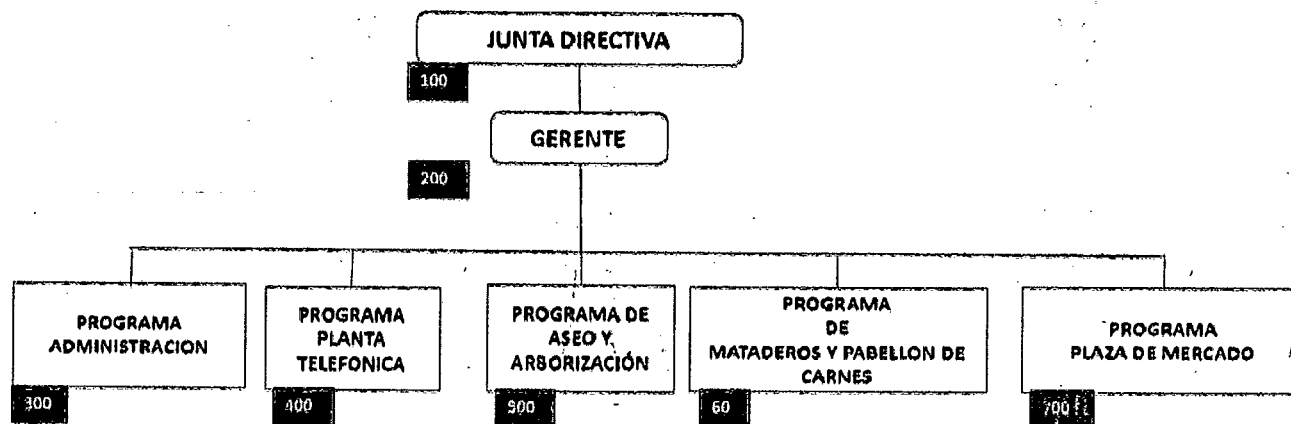 JUNTA DIRECTIVA
100
GERENTE
200
PROGRAMA
ADMINISTRACION
300
PROGRAMA
PLANTA
TELEFONICA
400
PROGRAMA DE
ASEO Y
ARBORIZACIÓN
500
PROGRAMA
DE
MATADEROS Y PABELLON DE
CARNES
60
PROGRAMA
PLAZA DE MERCADO
700